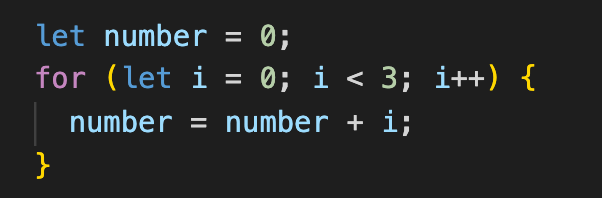 let number = 0;
for (let i = 0; i < 3; i++) {
  number = number + i;
}